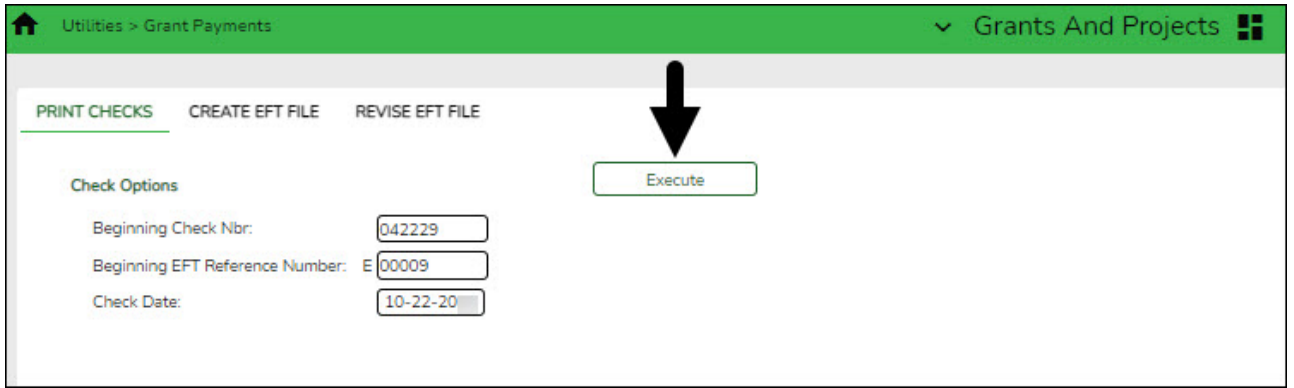 Utilities > Grant Payments
Grants And Projects
PRINT CHECKS CREATE EFT FILE REVISE EFT FILE
Execute
Check Options
Beginning Check Nbr: 042229
Beginning EFT Reference Number: E 00009
Check Date: 10-22-20